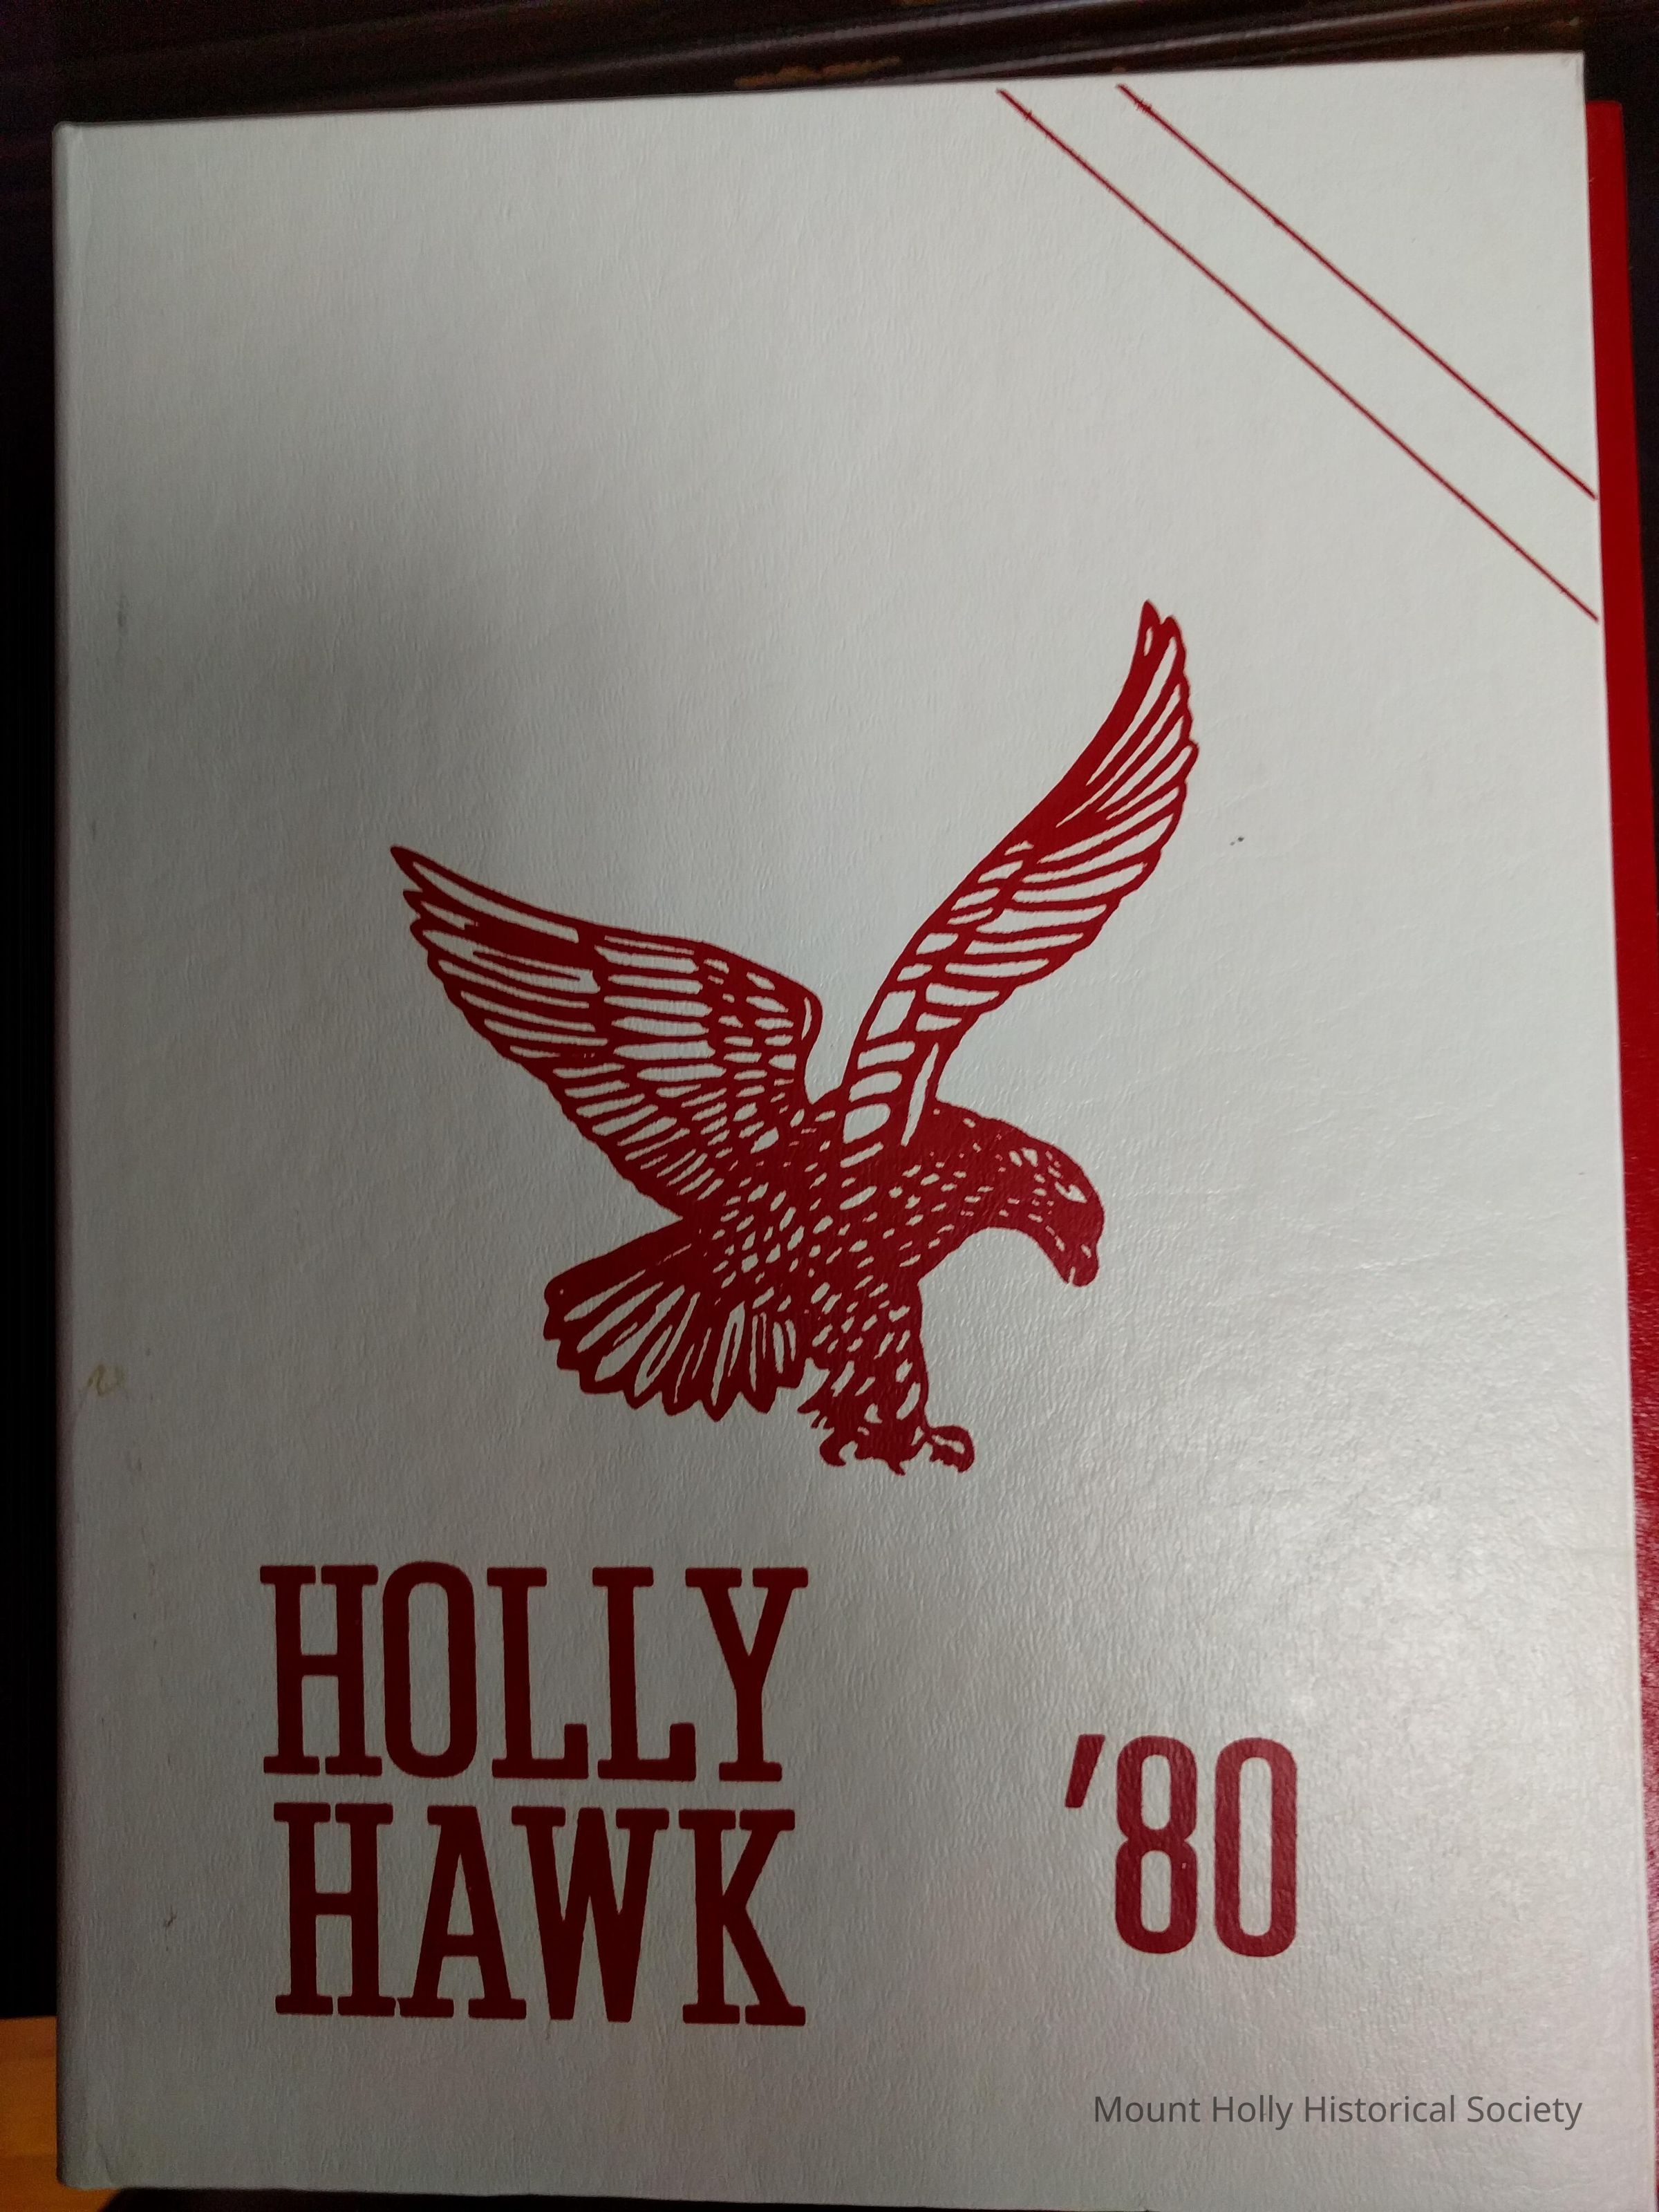 HOLLY
HAWK
'80
Mount Holly Historical Society